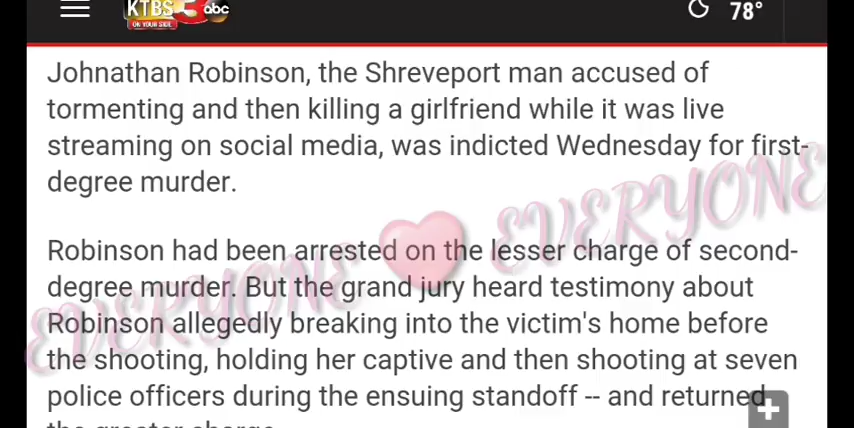 KTBS 3 abc
ON YOUR SIDE
78°
Johnathan Robinson, the Shreveport man accused of
tormenting and then killing a girlfriend while it was live
streaming on social media, was indicted Wednesday for first-
degree murder.
EVERYONE EVERYONE
Robinson had been arrested on the lesser charge of second-
degree murder. But the grand jury heard testimony about
Robinson allegedly breaking into the victim's home before
the shooting, holding her captive and then shooting at seven
police officers during the ensuing standoff -- and returned
the greater charge.